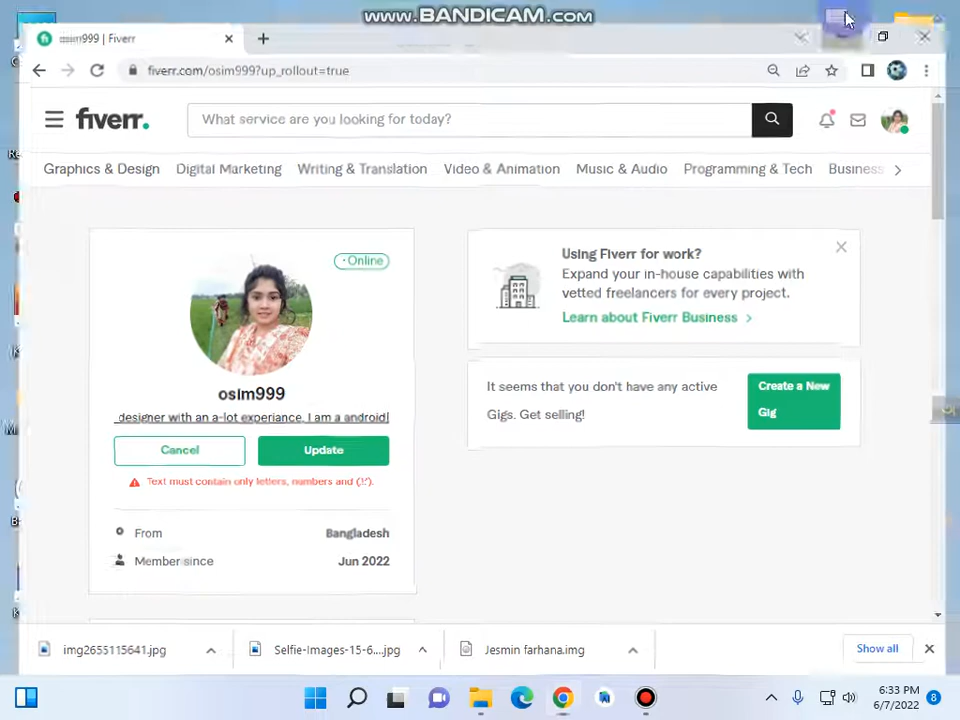 www.BANDICAM.com
osim999 | Fiverr
fiverr.com/osim999?up_rollout=true
fiverr.
What service are you looking for today?
Graphics & Design Digital Marketing Writing & Translation Video & Animation Music & Audio Programming & Tech Business
Online
osim999
designer with an a-lot experiance, I am a android
Cancel Update
Text must contain only letters, numbers and
From Bangladesh
Member since Jun 2022
Using Fiverr for work?
Expand your in-house capabilities with
vetted freelancers for every project.
Learn about Fiverr Business
It seems that you don't have any active
Gigs. Get selling!
Create a New
Gig
img2655115641.jpg Selfie-Images-15-6....jpg Jesmin farhana.img Show all
6:33 PM
6/7/2022
8